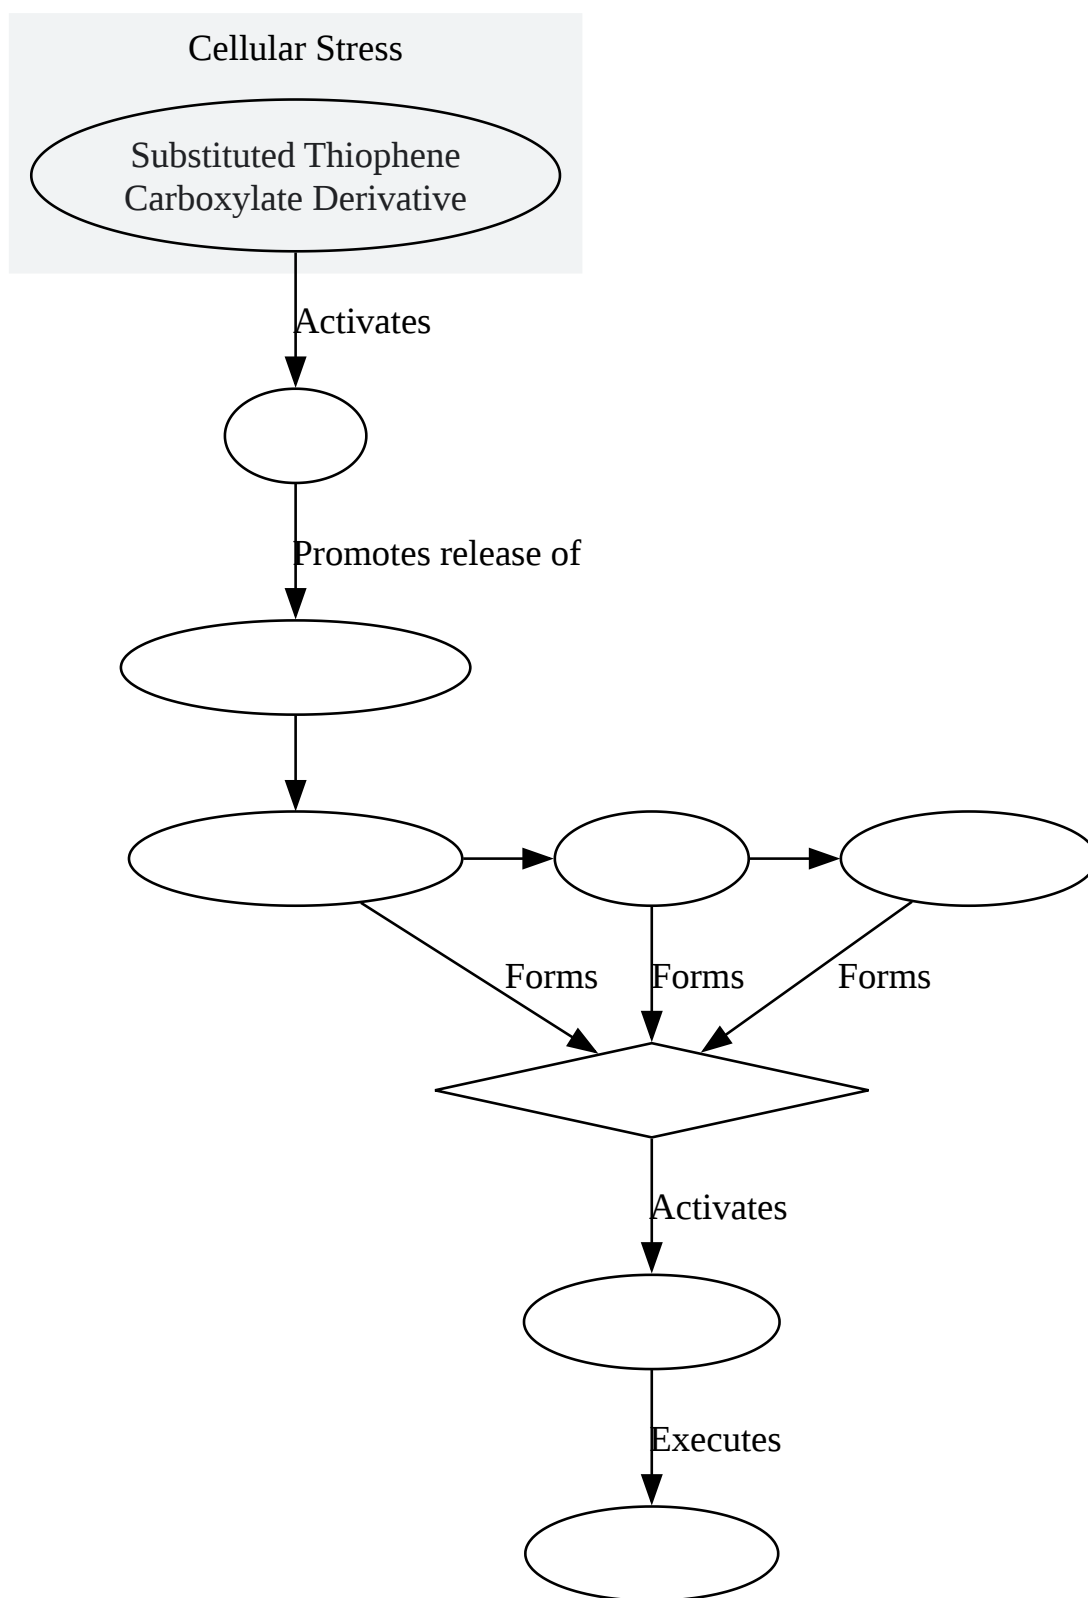 Cellular Stress
Substituted Thiophene
Carboxylate Derivative
Activates
Promotes release of
Forms
Forms
Forms
Activates
Executes